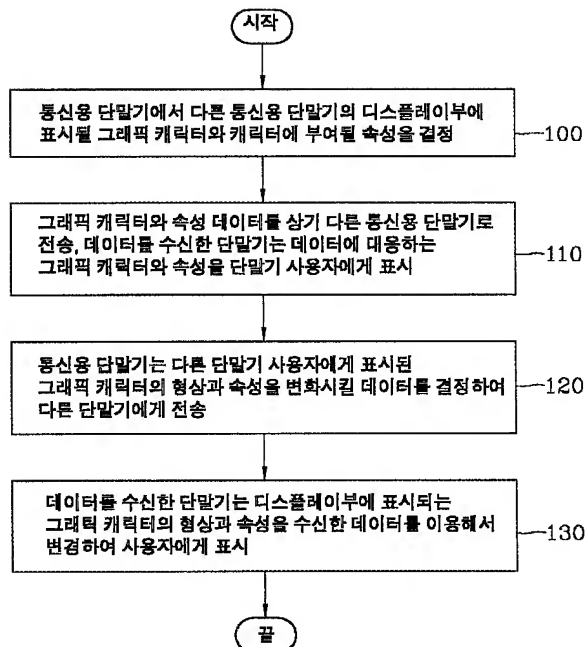 시작
통신용 단말기에서 다른 통신용 단말기의 디스플레이부에
표시될 그래픽 캐릭터와 캐릭터에 부여될 속성을 결정
100
그래픽 캐릭터와 속성 데이터를 상기 다른 통신용 단말기로
전송, 데이터를 수신한 단말기는 데이터에 대응하는
그래픽 캐릭터와 속성을 단말기 사용자에게 표시
110
통신용 단말기는 다른 단말기 사용자에게 표시된
그래픽 캐릭터의 형상과 속성을 변화시킬 데이터를 결정하여
다른 단말기에게 전송
120
데이터를 수신한 단말기는 디스플레이부에 표시되는
그래릭 캐릭터의 형상과 속성을 수신한 데이터를 이용해서
변경하여 사용자에게 표시
130
끝